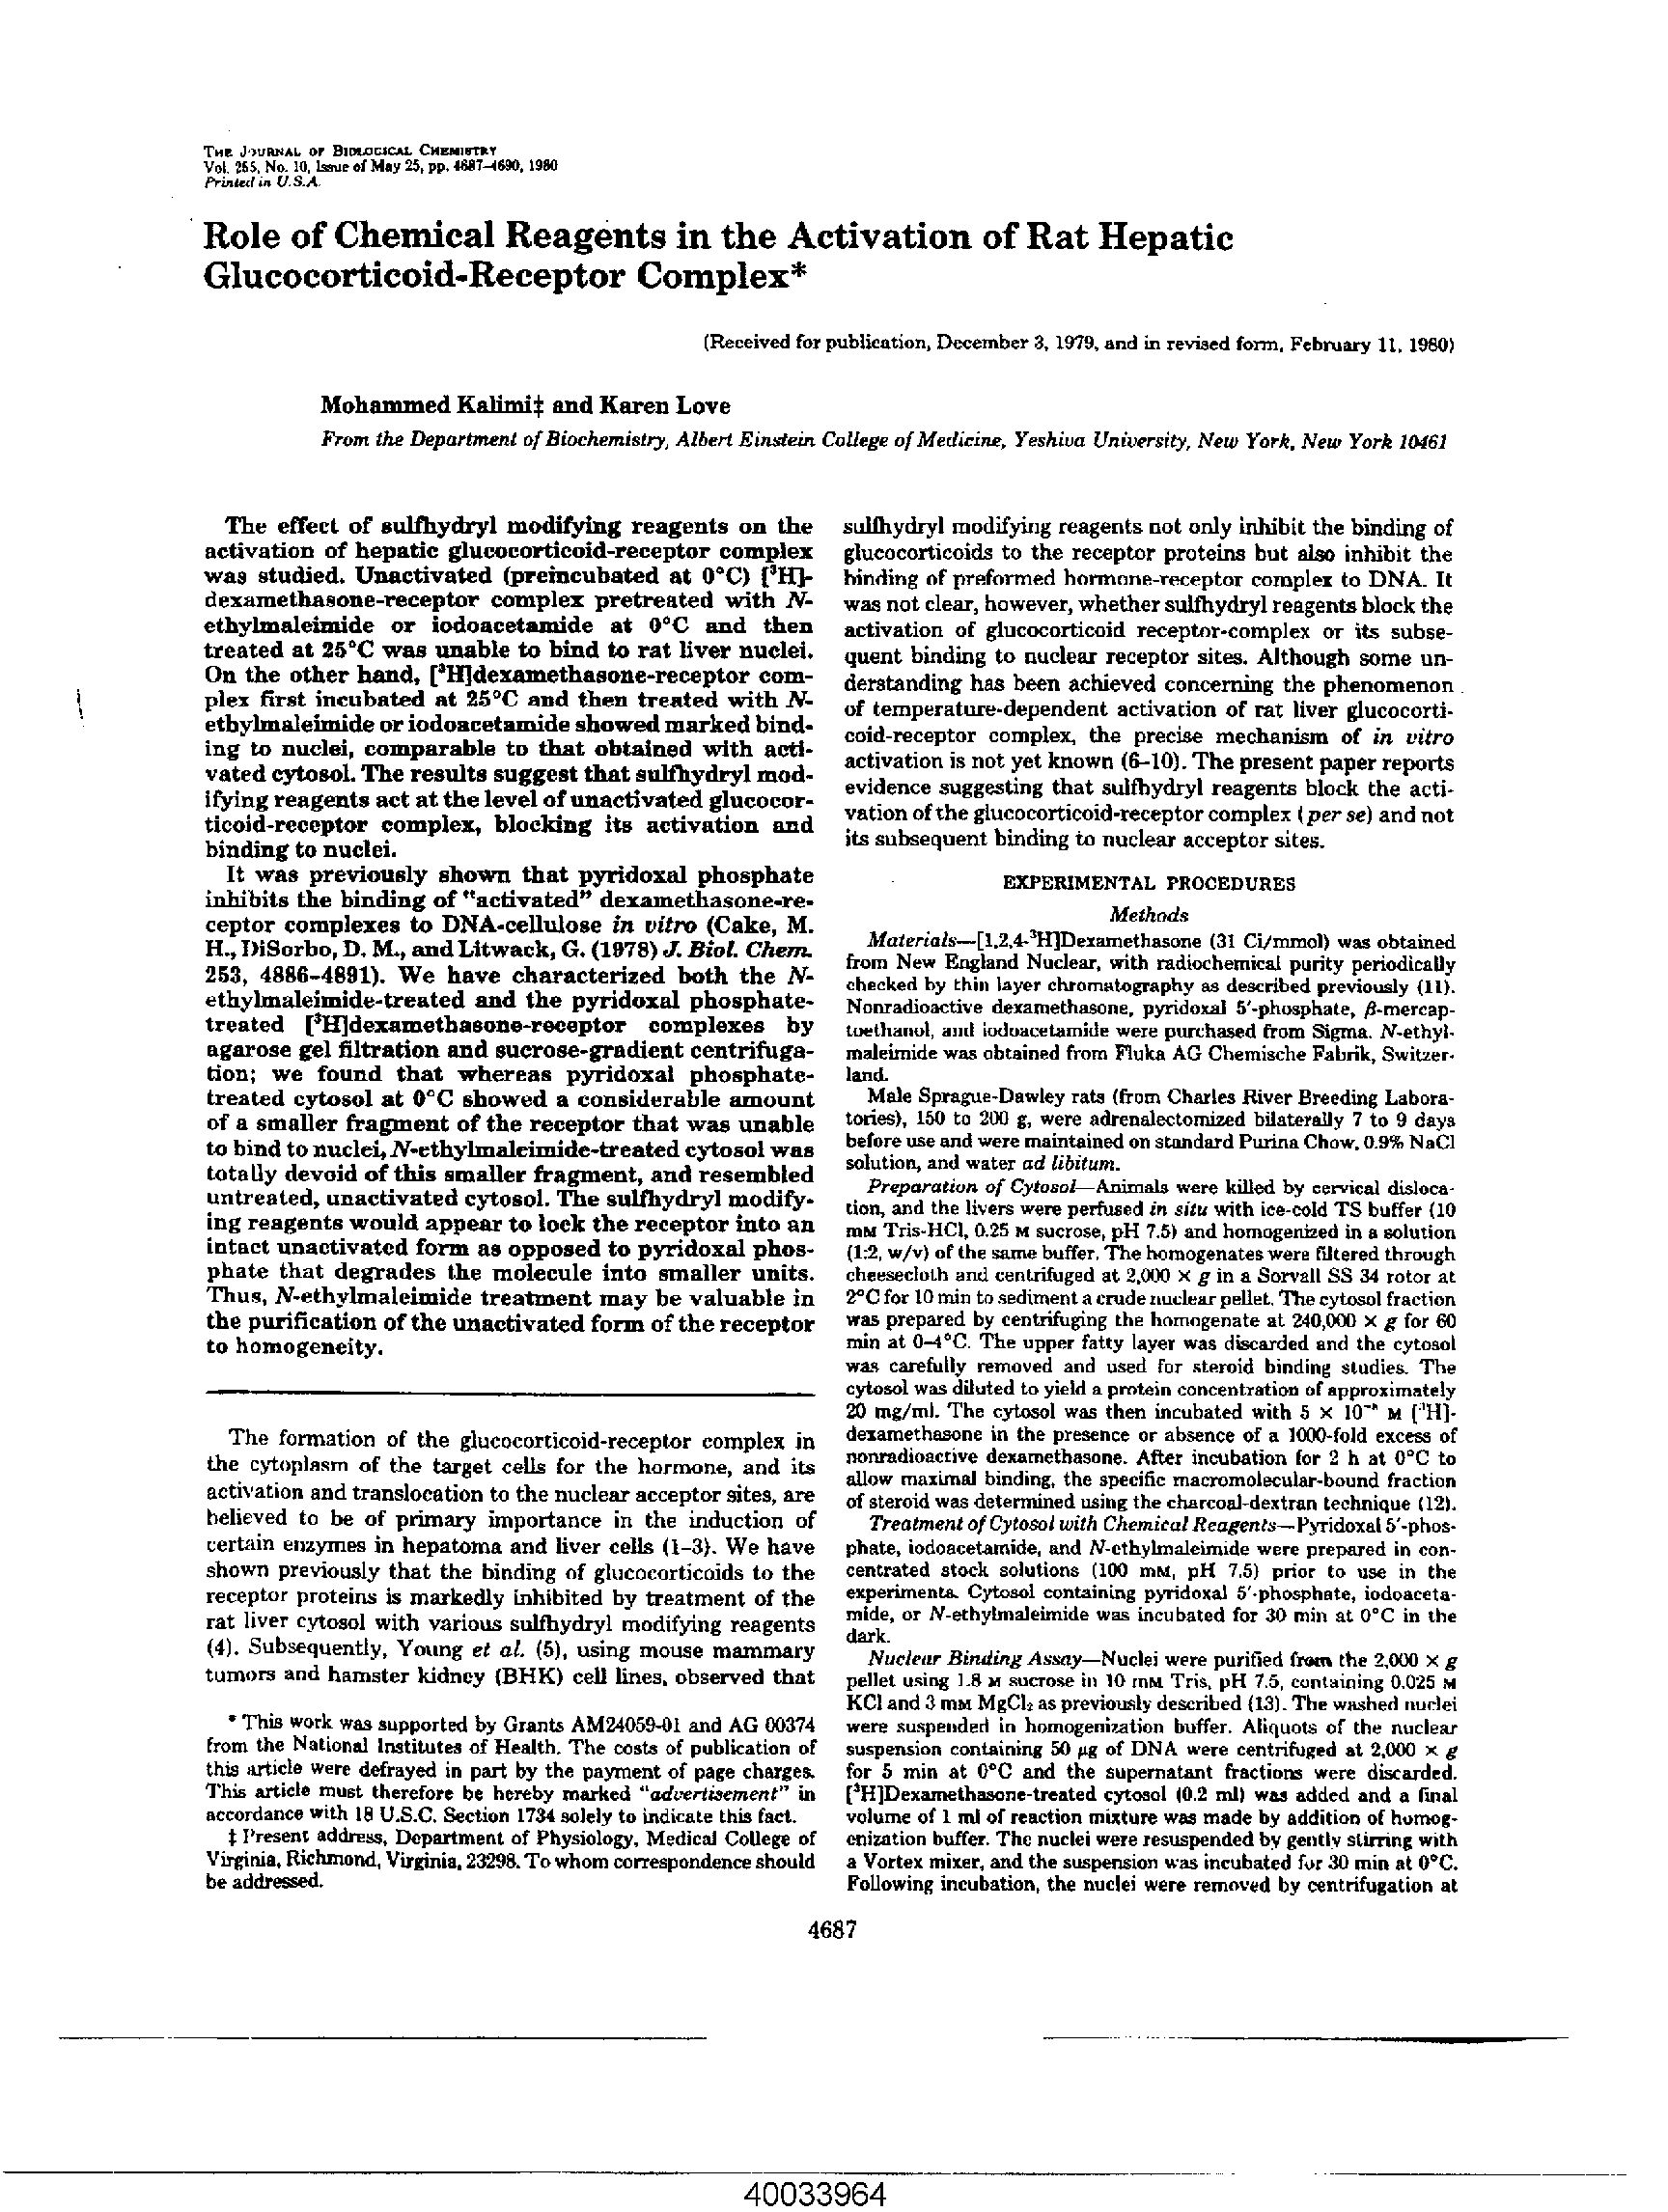 THE JOURNAL OF BIOLOGICAL CHEMISTRY
Vol. 255, No. 10, Issue of May 25, pp. 4687–4690, 1980
Printed in U.S.A.
Role of Chemical Reagents in the Activation of Rat Hepatic
Glucocorticoid-Receptor Complex*
(Received for publication, December 3, 1979, and in revised form, February 11, 1980)
Mohammed Kalimi‡ and Karen Love
From the Department of Biochemistry, Albert Einstein College of Medicine, Yeshiva University, New York, New York 10461
The effect of sulfhydryl modifying reagents on the
activation of hepatic glucocorticoid-receptor complex
was studied. Unactivated (preincubated at 0°C) [³H]-
dexamethasone-receptor complex pretreated with N-
ethylmaleimide or iodoacetamide at 0°C and then
treated at 25°C was unable to bind to rat liver nuclei.
On the other hand, [³H]dexamethasone-receptor com-
plex first incubated at 25°C and then treated with N-
ethylmaleimide or iodoacetamide showed marked bind-
ing to nuclei, comparable to that obtained with acti-
vated cytosol. The results suggest that sulfhydryl mod-
ifying reagents act at the level of unactivated glucocor-
ticoid-receptor complex, blocking its activation and
binding to nuclei.
It was previously shown that pyridoxal phosphate
inhibits the binding of "activated" dexamethasone-re-
ceptor complexes to DNA-cellulose in vitro (Cake, M.
H., DiSorbo, D. M., and Litwack, G. (1978) J. Biol. Chem.
253, 4886–4891). We have characterized both the N-
ethylmaleimide-treated and the pyridoxal phosphate-
treated [³H]dexamethasone-receptor complexes by
agarose gel filtration and sucrose-gradient centrifuga-
tion; we found that whereas pyridoxal phosphate-
treated cytosol at 0°C showed a considerable amount
of a smaller fragment of the receptor that was unable
to bind to nuclei, N-ethylmaleimide-treated cytosol was
totally devoid of this smaller fragment, and resembled
untreated, unactivated cytosol. The sulfhydryl modify-
ing reagents would appear to lock the receptor into an
intact unactivated form as opposed to pyridoxal phos-
phate that degrades the molecule into smaller units.
Thus, N-ethylmaleimide treatment may be valuable in
the purification of the unactivated form of the receptor
to homogeneity.
The formation of the glucocorticoid-receptor complex in
the cytoplasm of the target cells for the hormone, and its
activation and translocation to the nuclear acceptor sites, are
believed to be of primary importance in the induction of
certain enzymes in hepatoma and liver cells (1–3). We have
shown previously that the binding of glucocorticoids to the
receptor proteins is markedly inhibited by treatment of the
rat liver cytosol with various sulfhydryl modifying reagents
(4). Subsequently, Young et al. (5), using mouse mammary
tumors and hamster kidney (BHK) cell lines, observed that
* This work was supported by Grants AM24059-01 and AG 00374
from the National Institutes of Health. The costs of publication of
this article were defrayed in part by the payment of page charges.
This article must therefore be hereby marked "advertisement" in
accordance with 18 U.S.C. Section 1734 solely to indicate this fact.
‡ Present address, Department of Physiology, Medical College of
Virginia, Richmond, Virginia, 23298. To whom correspondence should
be addressed.
sulfhydryl modifying reagents not only inhibit the binding of
glucocorticoids to the receptor proteins but also inhibit the
binding of preformed hormone-receptor complex to DNA. It
was not clear, however, whether sulfhydryl reagents block the
activation of glucocorticoid receptor-complex or its subse-
quent binding to nuclear receptor sites. Although some un-
derstanding has been achieved concerning the phenomenon
of temperature-dependent activation of rat liver glucocorti-
coid-receptor complex, the precise mechanism of in vitro
activation is not yet known (6–10). The present paper reports
evidence suggesting that sulfhydryl reagents block the acti-
vation of the glucocorticoid-receptor complex (per se) and not
its subsequent binding to nuclear acceptor sites.
EXPERIMENTAL PROCEDURES
Methods
Materials—[1,2,4-³H]Dexamethasone (31 Ci/mmol) was obtained
from New England Nuclear, with radiochemical purity periodically
checked by thin layer chromatography as described previously (11).
Nonradioactive dexamethasone, pyridoxal 5′-phosphate, β-mercap-
toethanol, and iodoacetamide were purchased from Sigma. N-ethyl-
maleimide was obtained from Fluka AG Chemische Fabrik, Switzer-
land.
Male Sprague-Dawley rats (from Charles River Breeding Labora-
tories), 150 to 200 g, were adrenalectomized bilaterally 7 to 9 days
before use and were maintained on standard Purina Chow, 0.9% NaCl
solution, and water ad libitum.
Preparation of Cytosol—Animals were killed by cervical disloca-
tion, and the livers were perfused in situ with ice-cold TS buffer (10
mM Tris-HCl, 0.25 M sucrose, pH 7.5) and homogenized in a solution
(1:2, w/v) of the same buffer. The homogenates were filtered through
cheesecloth and centrifuged at 2,000 × g in a Sorvall SS 34 rotor at
2°C for 10 min to sediment a crude nuclear pellet. The cytosol fraction
was prepared by centrifuging the homogenate at 240,000 × g for 60
min at 0–4°C. The upper fatty layer was discarded and the cytosol
was carefully removed and used for steroid binding studies. The
cytosol was diluted to yield a protein concentration of approximately
20 mg/ml. The cytosol was then incubated with 5 × 10⁻⁸ M [³H]-
dexamethasone in the presence or absence of a 1000-fold excess of
nonradioactive dexamethasone. After incubation for 2 h at 0°C to
allow maximal binding, the specific macromolecular-bound fraction
of steroid was determined using the charcoal-dextran technique (12).
Treatment of Cytosol with Chemical Reagents—Pyridoxal 5′-phos-
phate, iodoacetamide, and N-ethylmaleimide were prepared in con-
centrated stock solutions (100 mM, pH 7.5) prior to use in the
experiments. Cytosol containing pyridoxal 5′-phosphate, iodoaceta-
mide, or N-ethylmaleimide was incubated for 30 min at 0°C in the
dark.
Nuclear Binding Assay—Nuclei were purified from the 2,000 × g
pellet using 1.8 M sucrose in 10 mM Tris, pH 7.5, containing 0.025 M
KCl and 3 mM MgCl₂ as previously described (13). The washed nuclei
were suspended in homogenization buffer. Aliquots of the nuclear
suspension containing 50 μg of DNA were centrifuged at 2,000 × g
for 5 min at 0°C and the supernatant fractions were discarded.
[³H]Dexamethasone-treated cytosol (0.2 ml) was added and a final
volume of 1 ml of reaction mixture was made by addition of homog-
enization buffer. The nuclei were resuspended by gently stirring with
a Vortex mixer, and the suspension was incubated for 30 min at 0°C.
Following incubation, the nuclei were removed by centrifugation at
4687
40033964